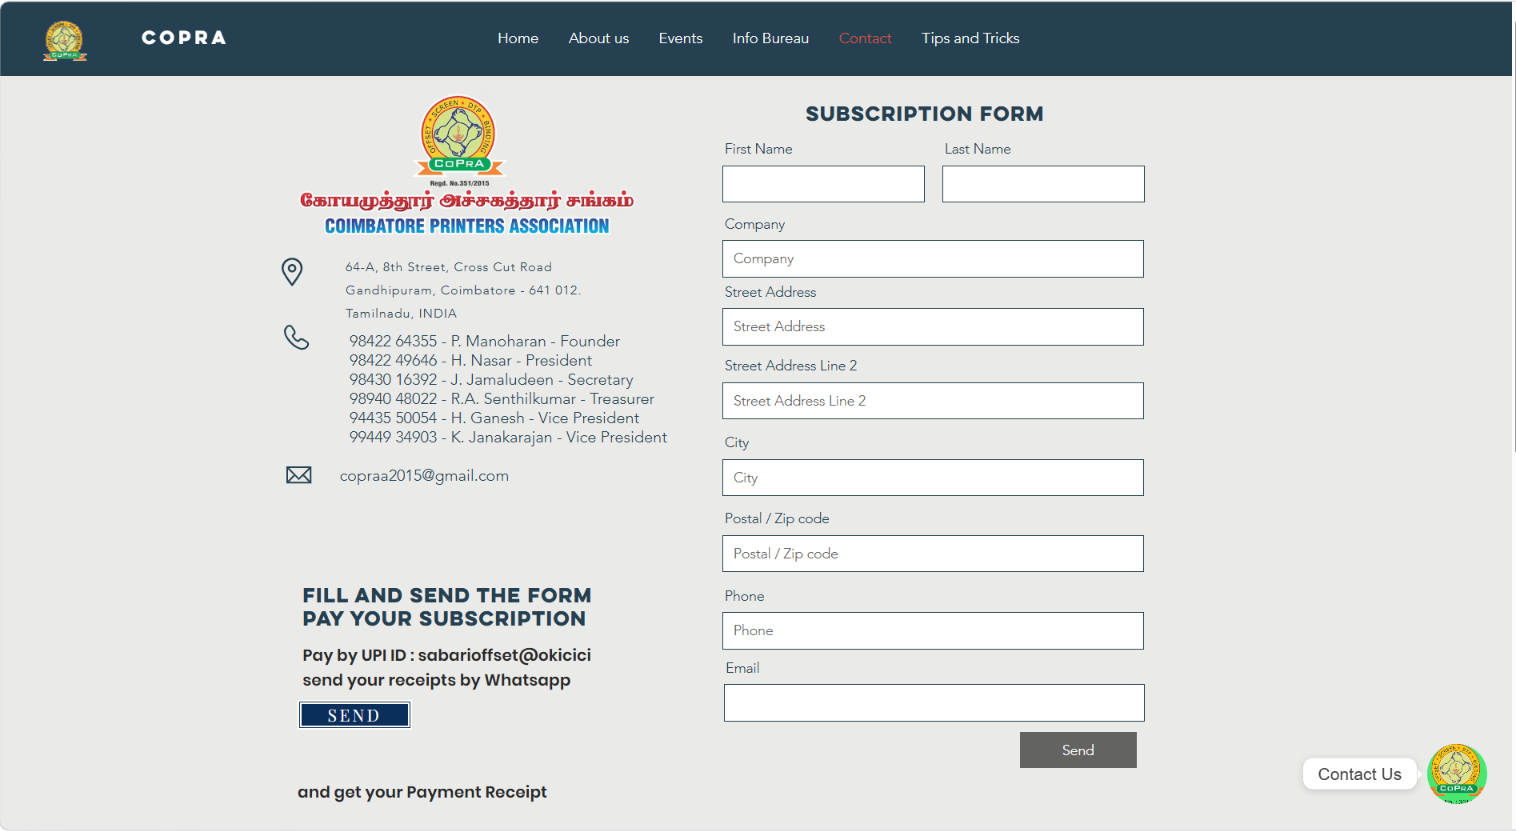 COPRA
Home
About us
Events
Info Bureau
Contact
Tips and Tricks
OFFSET • SCREEN • DTP • BINDING
COPRA
Regd. No.351/2015
கோயமுத்தூர் அச்சகத்தார் சங்கம்
COIMBATORE PRINTERS ASSOCIATION
64-A, 8th Street, Cross Cut Road
Gandhipuram, Coimbatore - 641 012.
Tamilnadu, INDIA
98422 64355 - P. Manoharan - Founder
98422 49646 - H. Nasar - President
98430 16392 - J. Jamaludeen - Secretary
98940 48022 - R.A. Senthilkumar - Treasurer
94435 50054 - H. Ganesh - Vice President
99449 34903 - K. Janakarajan - Vice President
copraa2015@gmail.com
FILL AND SEND THE FORM
PAY YOUR SUBSCRIPTION
Pay by UPI ID : sabarioffset@okicici
send your receipts by Whatsapp
SEND
and get your Payment Receipt
SUBSCRIPTION FORM
First Name
Last Name
Company
Company
Street Address
Street Address
Street Address Line 2
Street Address Line 2
City
City
Postal / Zip code
Postal / Zip code
Phone
Phone
Email
Send
Contact Us
COPRA